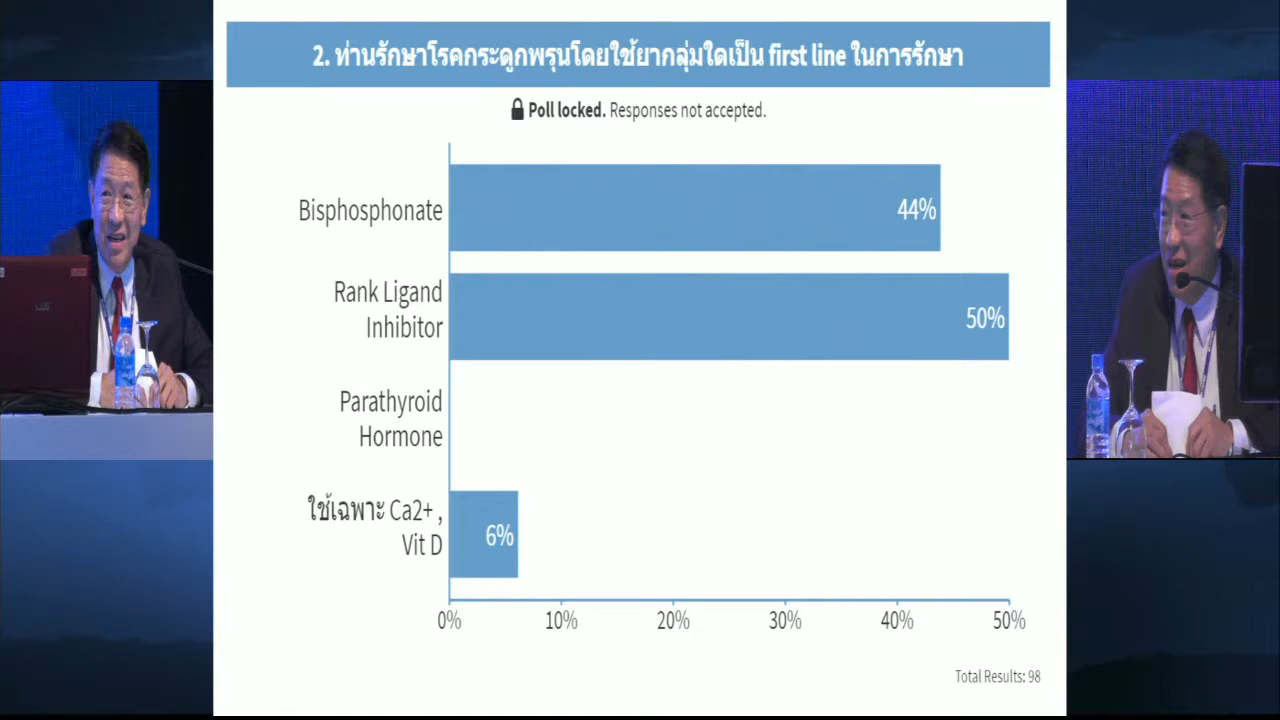 2. ท่านรักษาโรคกระดูกพรุนโดยใช้ยากลุ่มใดเป็น first line ในการรักษา
Poll locked. Responses not accepted.
Bisphosphonate
44%
Rank Ligand
Inhibitor
50%
Parathyroid
Hormone
ใช้เฉพาะ Ca2+ ,
Vit D
6%
0% 10% 20% 30% 40% 50%
Total Results: 98